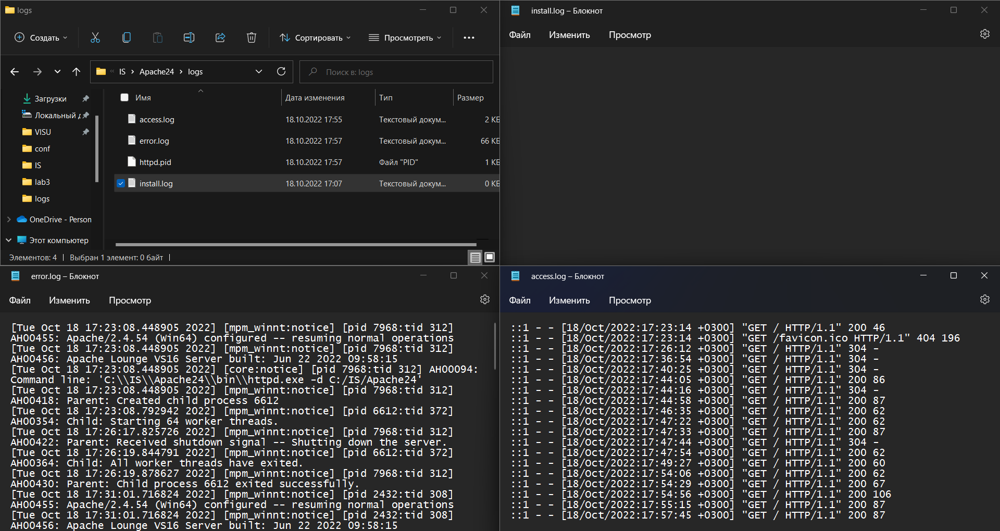 logs
Создать
Сортировать
Просмотреть
« IS > Apache24 > logs
Поиск в: logs
Загрузки
Локальный д
VISU
conf
IS
lab3
logs
OneDrive - Person
Этот компьютер
Имя Дата изменения Тип Размер
access.log 18.10.2022 17:55 Текстовый докум... 2 КБ
error.log 18.10.2022 17:57 Текстовый докум... 66 КБ
httpd.pid 18.10.2022 17:57 Файл "PID" 1 КБ
install.log 18.10.2022 17:07 Текстовый докум... 0 КБ
Элементов: 4 | Выбран 1 элемент: 0 байт |
install.log – Блокнот
Файл Изменить Просмотр
error.log – Блокнот
Файл Изменить Просмотр
[Tue Oct 18 17:23:08.448905 2022] [mpm_winnt:notice] [pid 7968:tid 312]
AH00455: Apache/2.4.54 (Win64) configured -- resuming normal operations
[Tue Oct 18 17:23:08.448905 2022] [mpm_winnt:notice] [pid 7968:tid 312]
AH00456: Apache Lounge VS16 Server built: Jun 22 2022 09:58:15
[Tue Oct 18 17:23:08.448905 2022] [core:notice] [pid 7968:tid 312] AH00094:
Command line: 'C:\\IS\\Apache24\\bin\\httpd.exe -d C:/IS/Apache24'
[Tue Oct 18 17:23:08.448905 2022] [mpm_winnt:notice] [pid 7968:tid 312]
AH00418: Parent: Created child process 6612
[Tue Oct 18 17:23:08.792942 2022] [mpm_winnt:notice] [pid 6612:tid 372]
AH00354: Child: Starting 64 worker threads.
[Tue Oct 18 17:26:17.825726 2022] [mpm_winnt:notice] [pid 7968:tid 312]
AH00422: Parent: Received shutdown signal -- Shutting down the server.
[Tue Oct 18 17:26:19.844791 2022] [mpm_winnt:notice] [pid 6612:tid 372]
AH00364: Child: All worker threads have exited.
[Tue Oct 18 17:26:19.878627 2022] [mpm_winnt:notice] [pid 7968:tid 312]
AH00430: Parent: Child process 6612 exited successfully.
[Tue Oct 18 17:31:01.716824 2022] [mpm_winnt:notice] [pid 2432:tid 308]
AH00455: Apache/2.4.54 (Win64) configured -- resuming normal operations
[Tue Oct 18 17:31:01.716824 2022] [mpm_winnt:notice] [pid 2432:tid 308]
AH00456: Apache Lounge VS16 Server built: Jun 22 2022 09:58:15
access.log – Блокнот
Файл Изменить Просмотр
::1 - - [18/Oct/2022:17:23:14 +0300] "GET / HTTP/1.1" 200 46
::1 - - [18/Oct/2022:17:23:14 +0300] "GET /favicon.ico HTTP/1.1" 404 196
::1 - - [18/Oct/2022:17:26:12 +0300] "GET / HTTP/1.1" 304 -
::1 - - [18/Oct/2022:17:36:54 +0300] "GET / HTTP/1.1" 304 -
::1 - - [18/Oct/2022:17:40:25 +0300] "GET / HTTP/1.1" 304 -
::1 - - [18/Oct/2022:17:44:05 +0300] "GET / HTTP/1.1" 200 86
::1 - - [18/Oct/2022:17:44:16 +0300] "GET / HTTP/1.1" 304 -
::1 - - [18/Oct/2022:17:44:58 +0300] "GET / HTTP/1.1" 200 87
::1 - - [18/Oct/2022:17:46:35 +0300] "GET / HTTP/1.1" 200 62
::1 - - [18/Oct/2022:17:47:22 +0300] "GET / HTTP/1.1" 200 62
::1 - - [18/Oct/2022:17:47:33 +0300] "GET / HTTP/1.1" 200 87
::1 - - [18/Oct/2022:17:47:44 +0300] "GET / HTTP/1.1" 304 -
::1 - - [18/Oct/2022:17:47:54 +0300] "GET / HTTP/1.1" 200 62
::1 - - [18/Oct/2022:17:49:27 +0300] "GET / HTTP/1.1" 200 60
::1 - - [18/Oct/2022:17:54:06 +0300] "GET / HTTP/1.1" 200 62
::1 - - [18/Oct/2022:17:54:29 +0300] "GET / HTTP/1.1" 200 67
::1 - - [18/Oct/2022:17:54:56 +0300] "GET / HTTP/1.1" 200 106
::1 - - [18/Oct/2022:17:55:15 +0300] "GET / HTTP/1.1" 200 87
::1 - - [18/Oct/2022:17:57:45 +0300] "GET / HTTP/1.1" 200 87